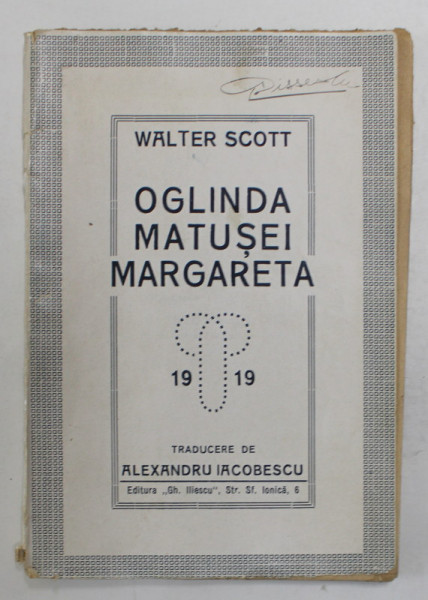 WALTER SCOTT
OGLINDA
MATUȘEI
MARGARETA
19 19
TRADUCERE DE
ALEXANDRU IACOBESCU
Editura „Gh. Iliescu", Str. Sf. Ionică, 6